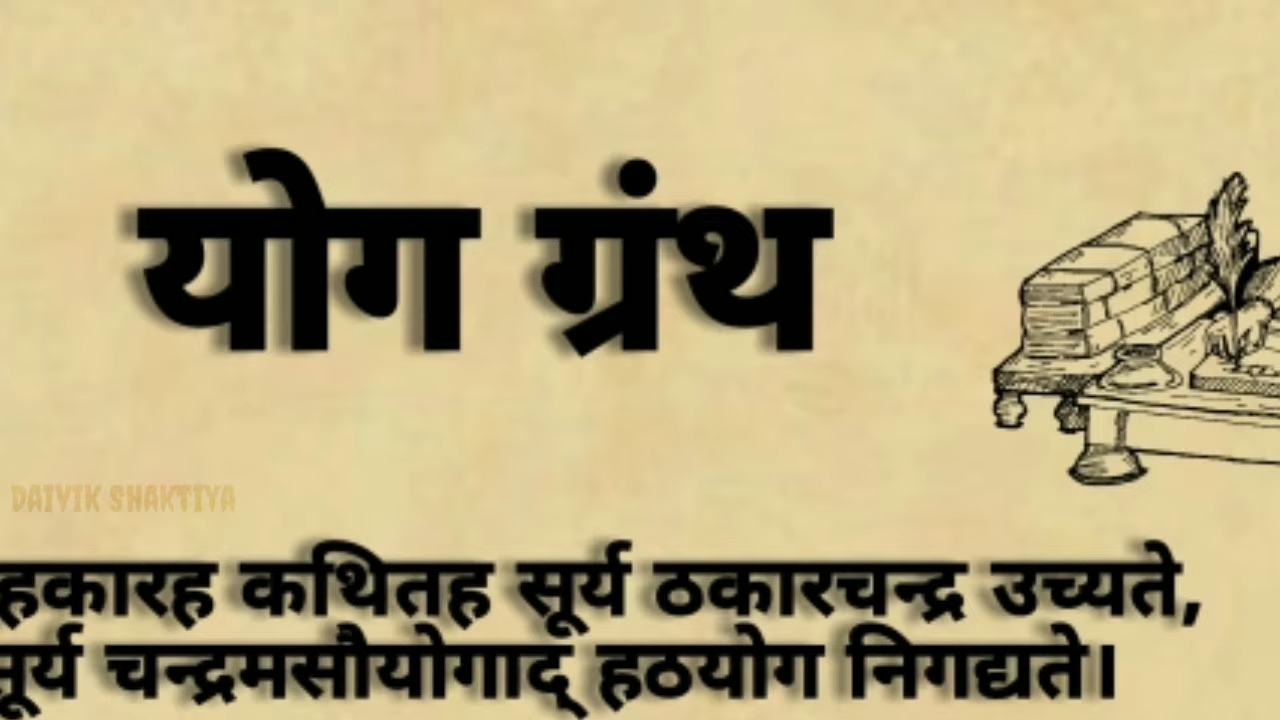 योग ग्रंथ
DAIVIK SHAKTIYA
हकारह कथितह सूर्य ठकारचन्द्र उच्यते,
सूर्य चन्द्रमसौयोगाद् हठयोग निगद्यते।